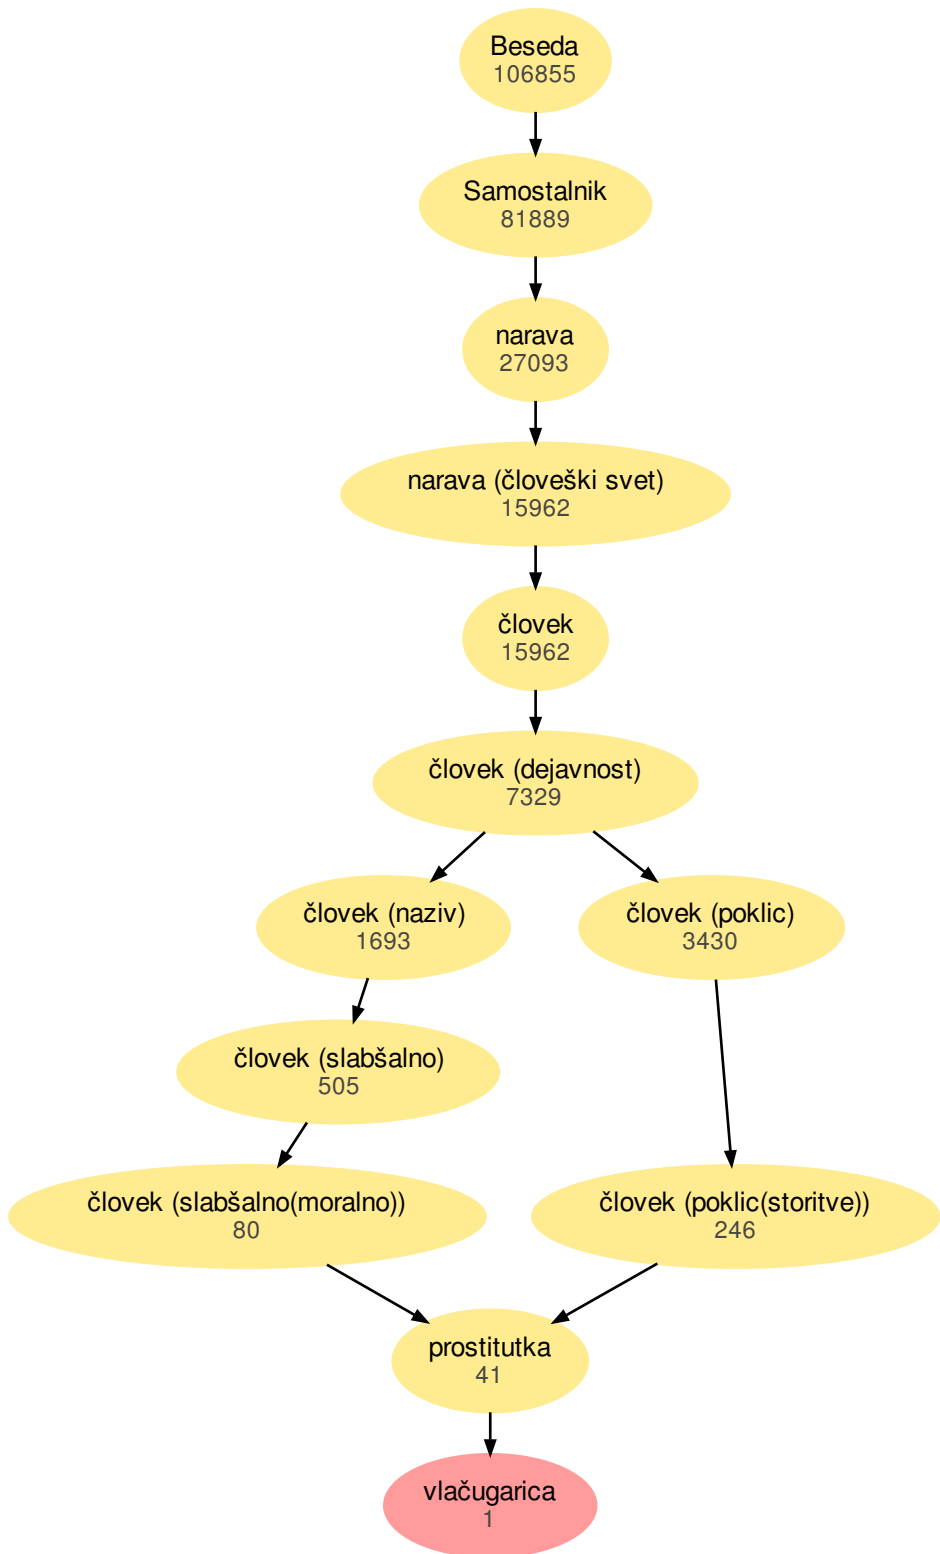 Beseda
106855
Samostalnik
81889
narava
27093
narava (človeški svet)
15962
človek
15962
človek (dejavnost)
7329
človek (naziv)
1693
človek (poklic)
3430
človek (slabšalno)
505
človek (slabšalno(moralno))
80
človek (poklic(storitve))
246
prostitutka
41
vlačugarica
1